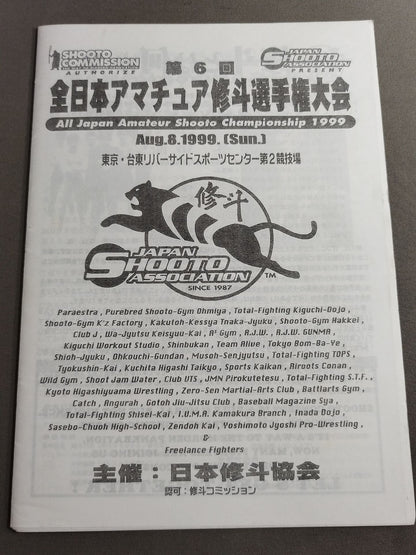 SHOOTO
COMMISSION
AUTHORIZE
JAPAN
SHOOTO
ASSOCIATION
PRESENT
第6回
全日本アマチュア修斗選手権大会
All Japan Amateur Shooto Championship 1999
Aug.8.1999. (Sun.)
東京・台東リバーサイドスポーツセンター第2競技場
修斗
JAPAN
SHOOTO
ASSOCIATION
SINCE 1987
TM
Paraestra , Purebred Shooto-Gym Ohmiya , Total-Fighting Kiguchi-Dojo ,
Shooto-Gym K'z Factory , Kakutoh-Kessya Tnaka-Jyuku , Shooto-Gym Hakkei ,
Club J , Wa-Jyutsu Keisyuu-Kai , R² Gym , R.J.W. , R.J.W. GUNMA ,
Kiguchi Workout Studio , Shinbukan , Team Alive , Tokyo Bom-Ba-Ye ,
Shioh-Jyuku , Ohkouchi-Gundan , Musoh-Senjyutsu , Total-Fighting TOPS ,
Tyokushin-Kai , Kuchita Higashi Taikyo , Sports Kaikan , Airoots Conan ,
Wild Gym , Shoot Jam Water , Club UTS , JMN Pirokutetesu , Total-Fighting S.T.F. ,
Kyoto Higashiyama Wrestling , Zero-Sen Martial-Arts Club , Battlarts Gym ,
Catch , Angurah , Gotoh Jiu-Jitsu Club , Baseball Magazine Sya ,
Total-Fighting Shisei-Kai , I.W.M.A. Kamakura Branch , Inada Dojo ,
Sasebo-Chuoh High-School , Zendoh Kai , Yoshimoto Jyoshi Pro-Wrestling ,
&
Freelance Fighters
主催：日本修斗協会
認可：修斗コミッション